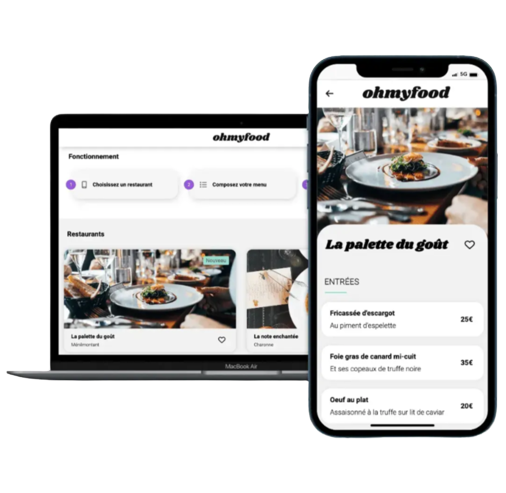 ohmyfood
Fonctionnement
1 Choisissez un restaurant
2 Composez votre menu
Restaurants
Nouveau
La palette du goût
Ménilmontant
La note enchantée
Charonne
MacBook Air
5G
ohmyfood
La palette du goût
ENTRÉES
Fricassée d'escargot
Au piment d'espelette
25€
Foie gras de canard mi-cuit
Et ses copeaux de truffe noire
35€
Oeuf au plat
Assaisonné à la truffe sur lit de caviar
20€